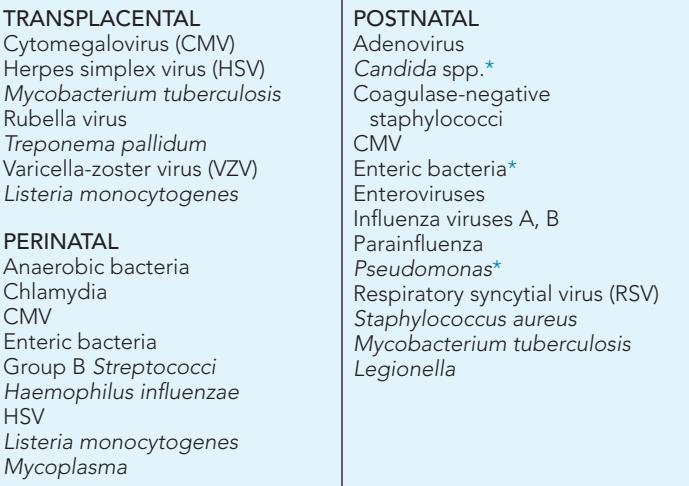 TRANSPLACENTAL
Cytomegalovirus (CMV)
Herpes simplex virus (HSV)
Mycobacterium tuberculosis
Rubella virus
Treponema pallidum
Varicella-zoster virus (VZV)
Listeria monocytogenes
PERINATAL
Anaerobic bacteria
Chlamydia
CMV
Enteric bacteria
Group B Streptococci
Haemophilus influenzae
HSV
Listeria monocytogenes
Mycoplasma
POSTNATAL
Adenovirus
Candida spp.*
Coagulase-negative
staphylococci
CMV
Enteric bacteria*
Enteroviruses
Influenza viruses A, B
Parainfluenza
Pseudomonas*
Respiratory syncytial virus (RSV)
Staphylococcus aureus
Mycobacterium tuberculosis
Legionella